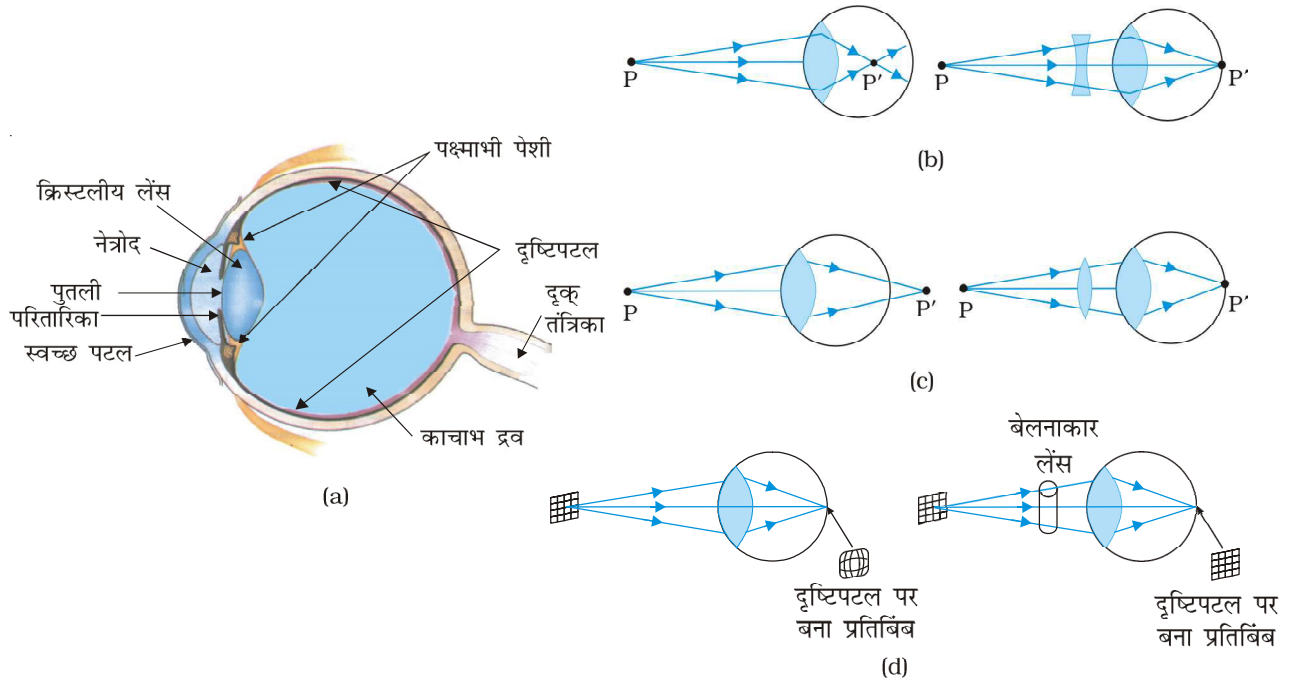 पक्ष्माभी पेशी
क्रिस्टलीय लेंस
नेत्रोद
पुतली
परितारिका
स्वच्छ पटल
दृष्टिपटल
दृक्
तंत्रिका
काचाभ द्रव
(a)
P
P'
P
P'
(b)
P
P'
P
P'
(c)
बेलनाकार
लेंस
दृष्टिपटल पर
बना प्रतिबिंब
दृष्टिपटल पर
बना प्रतिबिंब
(d)